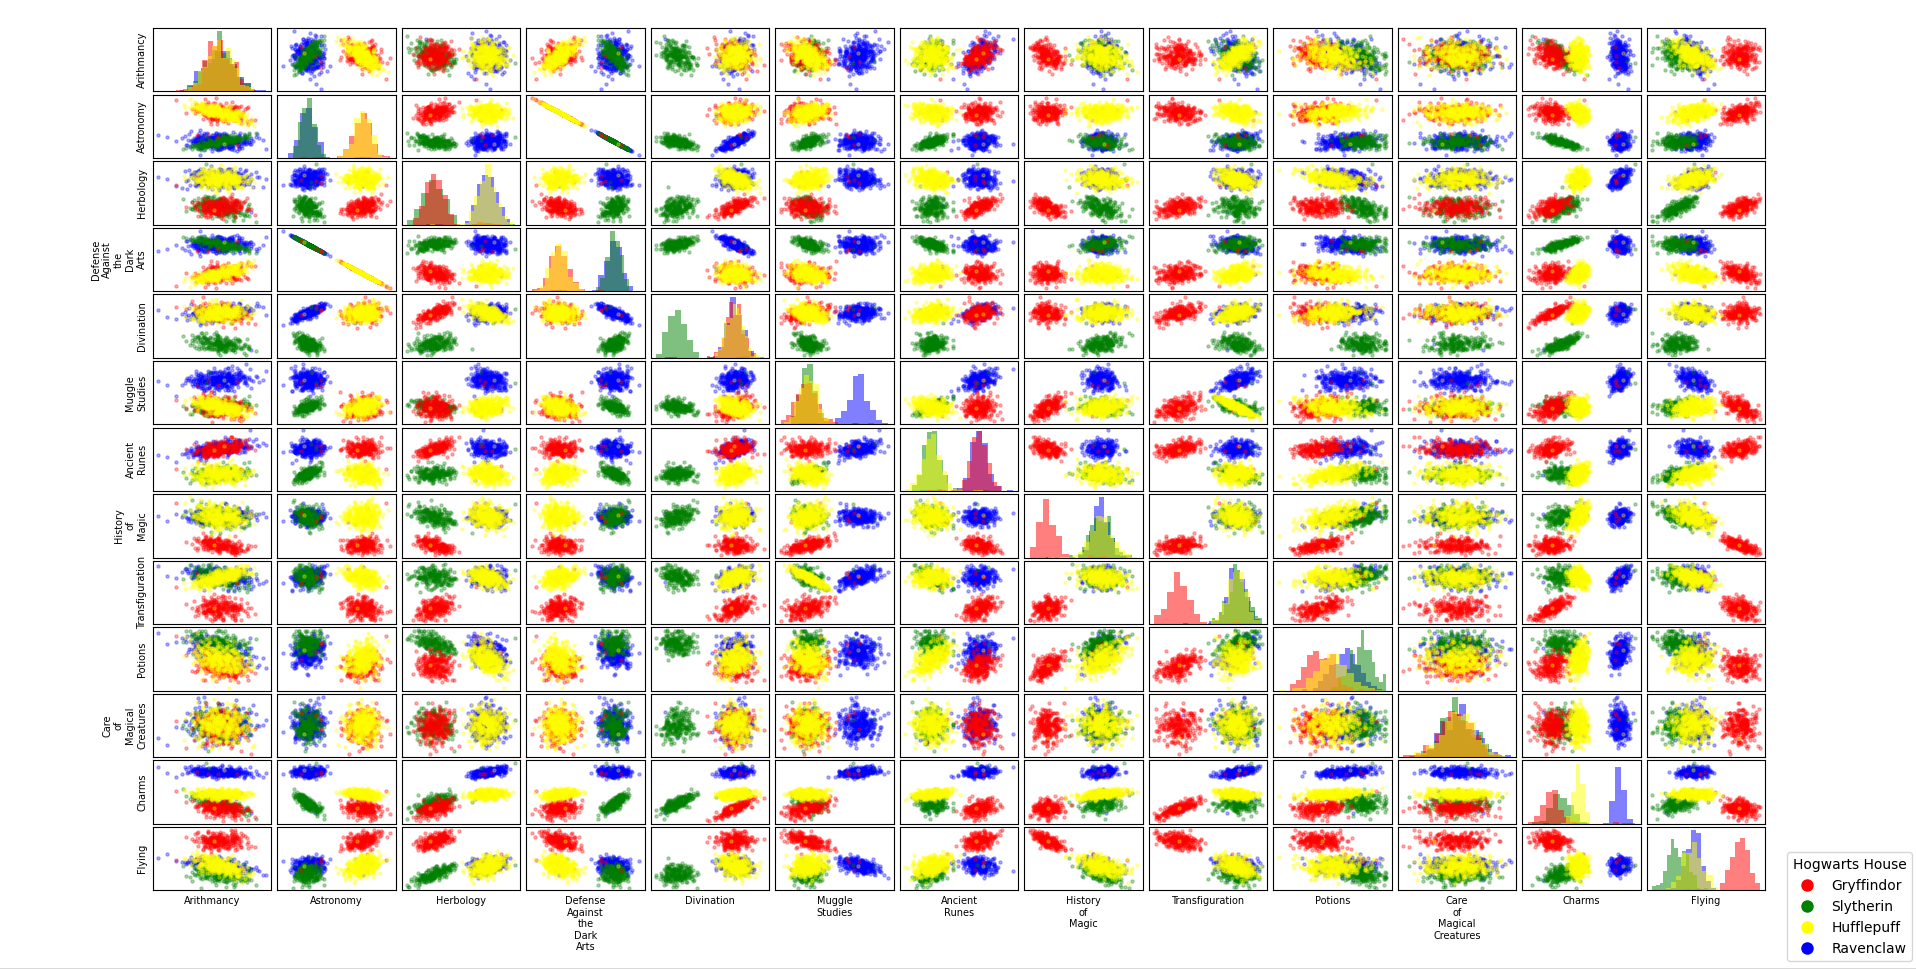 Arithmancy
Astronomy
Herbology
Defense
Against
the
Dark
Arts
Divination
Muggle
Studies
Ancient
Runes
History
of
Magic
Transfiguration
Potions
Care
of
Magical
Creatures
Charms
Flying
Arithmancy
Astronomy
Herbology
Defense
Against
the
Dark
Arts
Divination
Muggle
Studies
Ancient
Runes
History
of
Magic
Transfiguration
Potions
Care
of
Magical
Creatures
Charms
Flying
Hogwarts House
Gryffindor
Slytherin
Hufflepuff
Ravenclaw